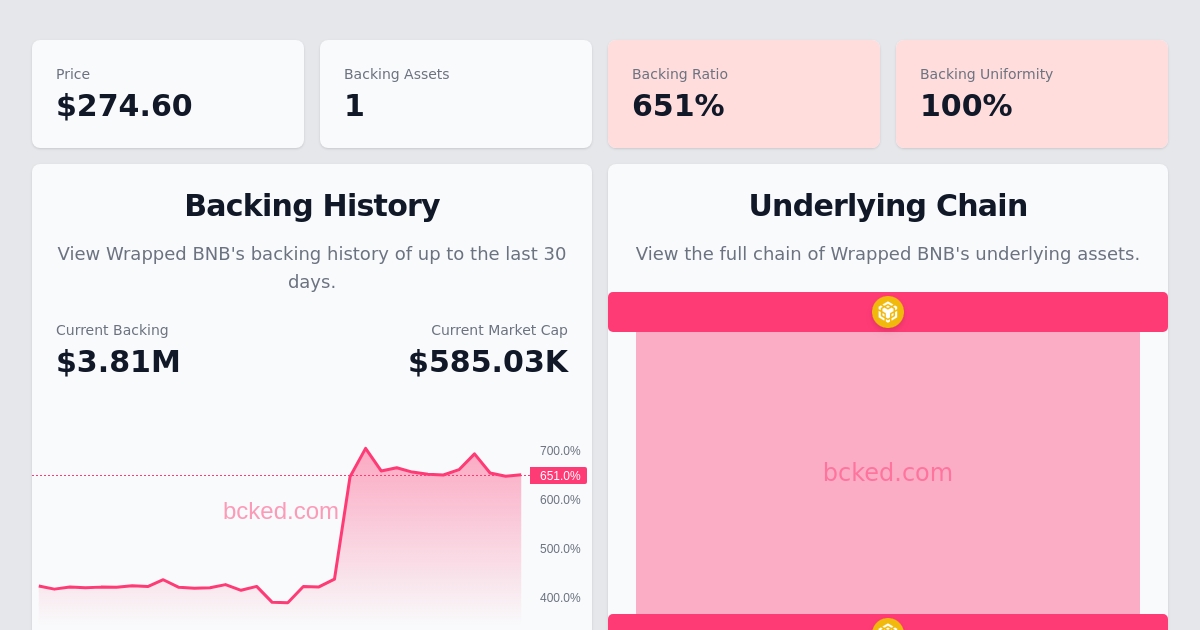 Price
$274.60
Backing Assets
1
Backing Ratio
651%
Backing Uniformity
100%
Backing History
View Wrapped BNB's backing history of up to the last 30
days.
Current Backing
$3.81M
Current Market Cap
$585.03K
700.0%
651.0%
600.0%
500.0%
400.0%
bcked.com
Underlying Chain
View the full chain of Wrapped BNB's underlying assets.
bcked.com